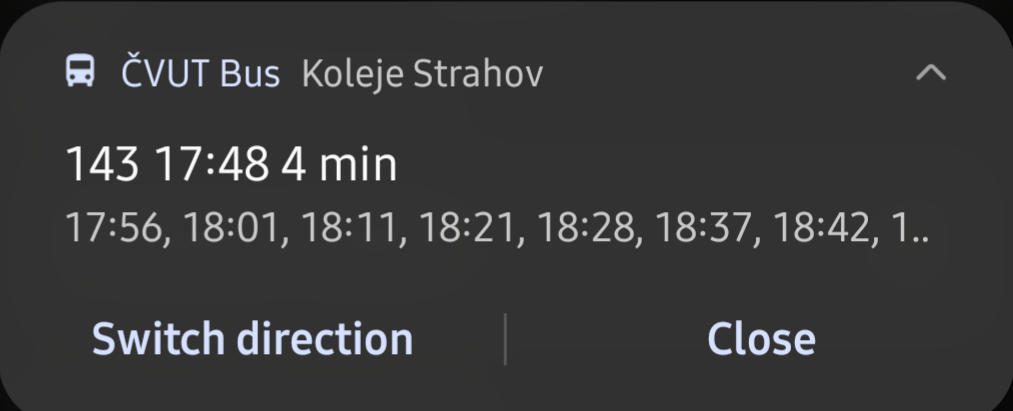 ČVUT Bus Koleje Strahov
143 17:48 4 min
17:56, 18:01, 18:11, 18:21, 18:28, 18:37, 18:42, 1..
Switch direction
Close